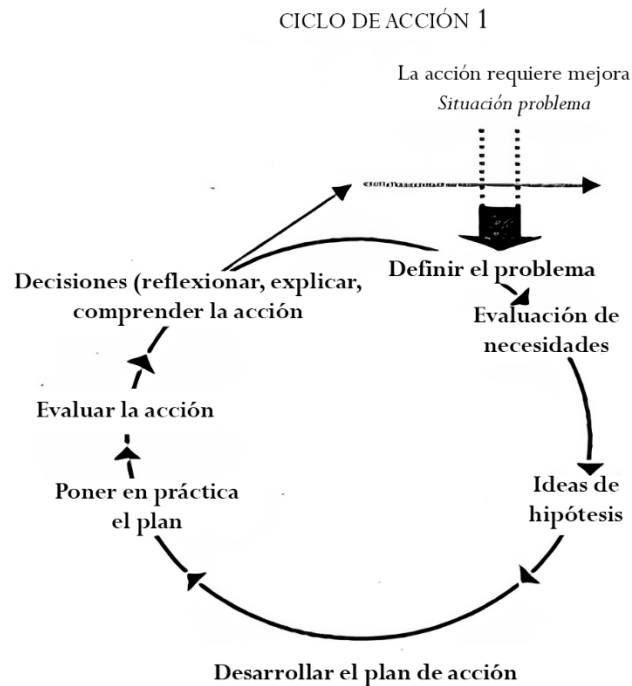 CICLO DE ACCIÓN 1
La acción requiere mejora
Situación problema
Definir el problema
Evaluación de
necesidades
Ideas de
hipótesis
Desarrollar el plan de acción
Poner en práctica
el plan
Evaluar la acción
Decisiones (reflexionar, explicar,
comprender la acción